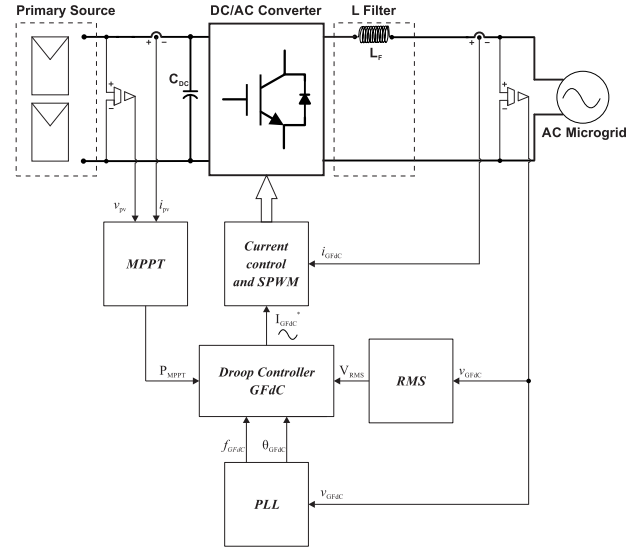 Primary Source
DC/AC Converter
L Filter
+ −
+ −
L_F
C_DC
+
−
+
−
AC Microgrid
v_pv
i_pv
MPPT
Current
control
and SPWM
i_GFdC
I_GFdC*
P_MPPT
Droop Controller
GFdC
V_RMS
RMS
v_GFdC
f_GFdC
θ_GFdC
PLL
v_GFdC